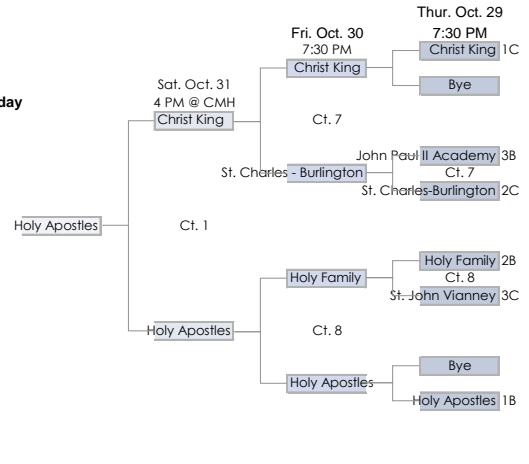 Thur. Oct. 29
Fri. Oct. 30
7:30 PM
7:30 PM
Christ King 1C
Christ King
Sat. Oct. 31
Bye
day
4 PM @ CMH
Christ King
Ct. 7
John Paul II Academy 3B
St. Charles - Burlington
Ct. 7
St. Charles-Burlington 2C
Holy Apostles
Ct. 1
Holy Family 2B
Holy Family
Ct. 8
St. John Vianney 3C
Holy Apostles
Ct. 8
Bye
Holy Apostles
Holy Apostles 1B